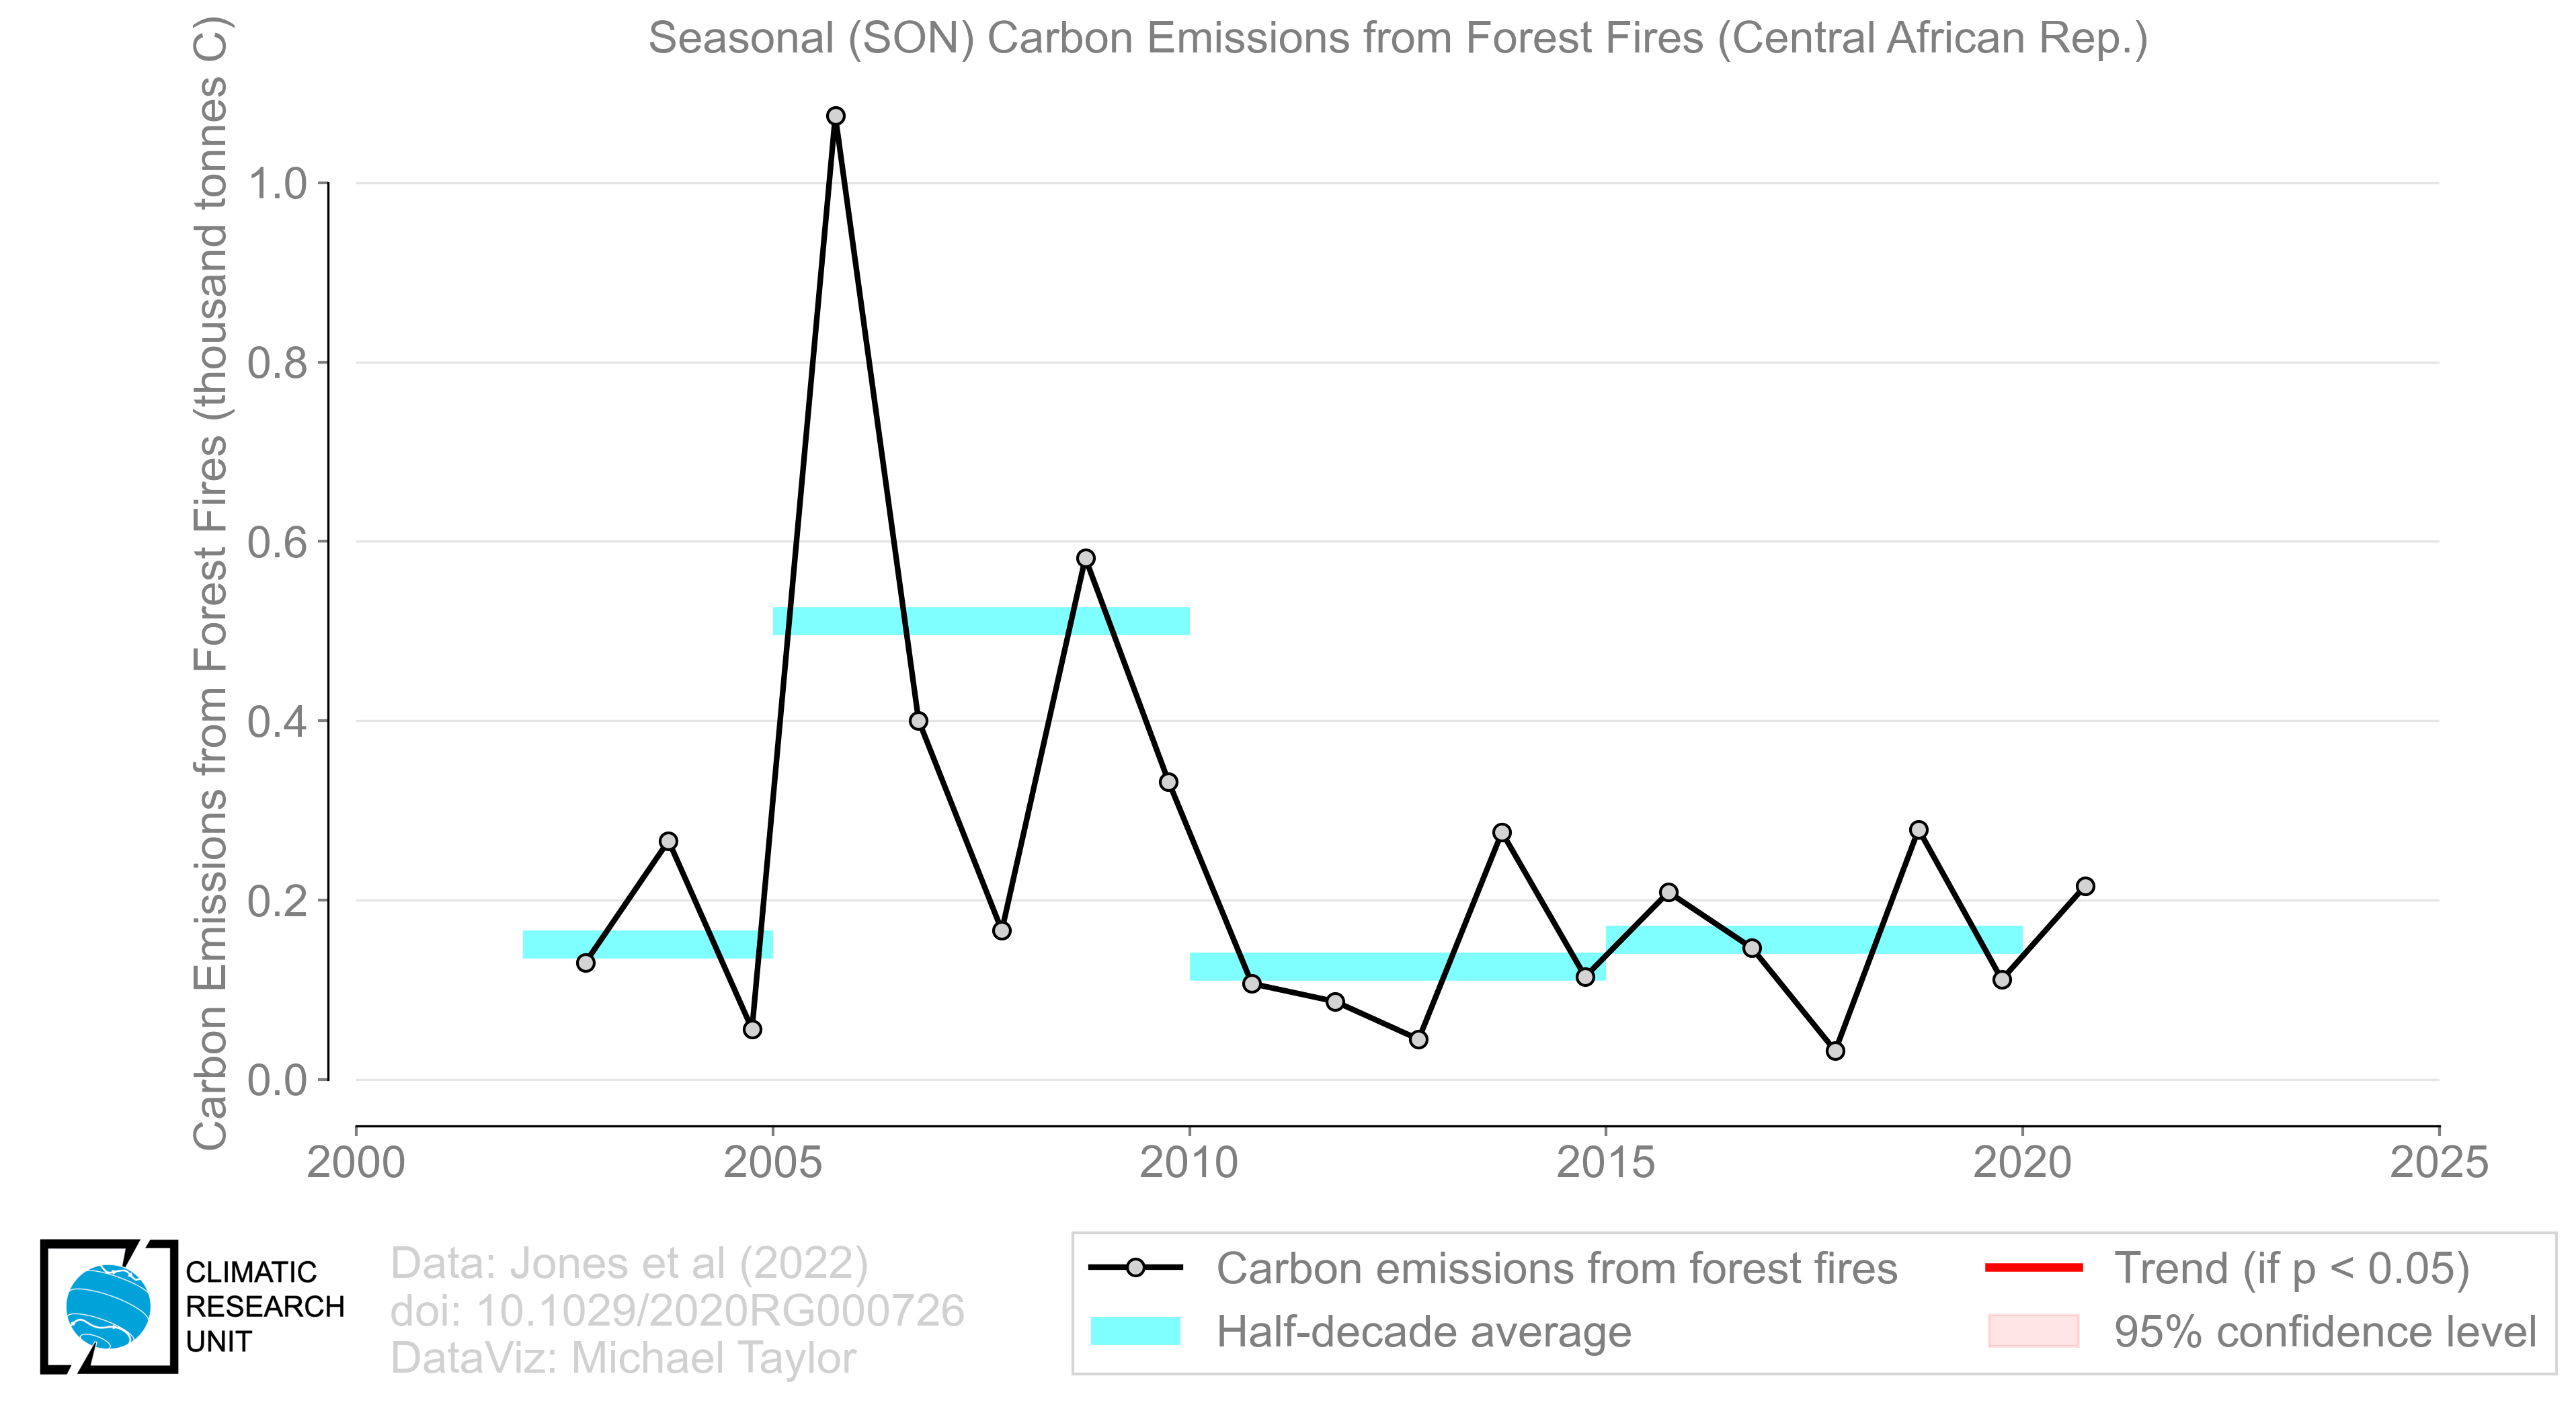 Seasonal (SON) Carbon Emissions from Forest Fires (Central African Rep.)
Carbon Emissions from Forest Fires (thousand tonnes C)
1.0
0.8
0.6
0.4
0.2
0.0
2000 2005 2010 2015 2020 2025
CLIMATIC
RESEARCH
UNIT
Data: Jones et al (2022)
doi: 10.1029/2020RG000726
DataViz: Michael Taylor
Carbon emissions from forest fires
Half-decade average
Trend (if p < 0.05)
95% confidence level